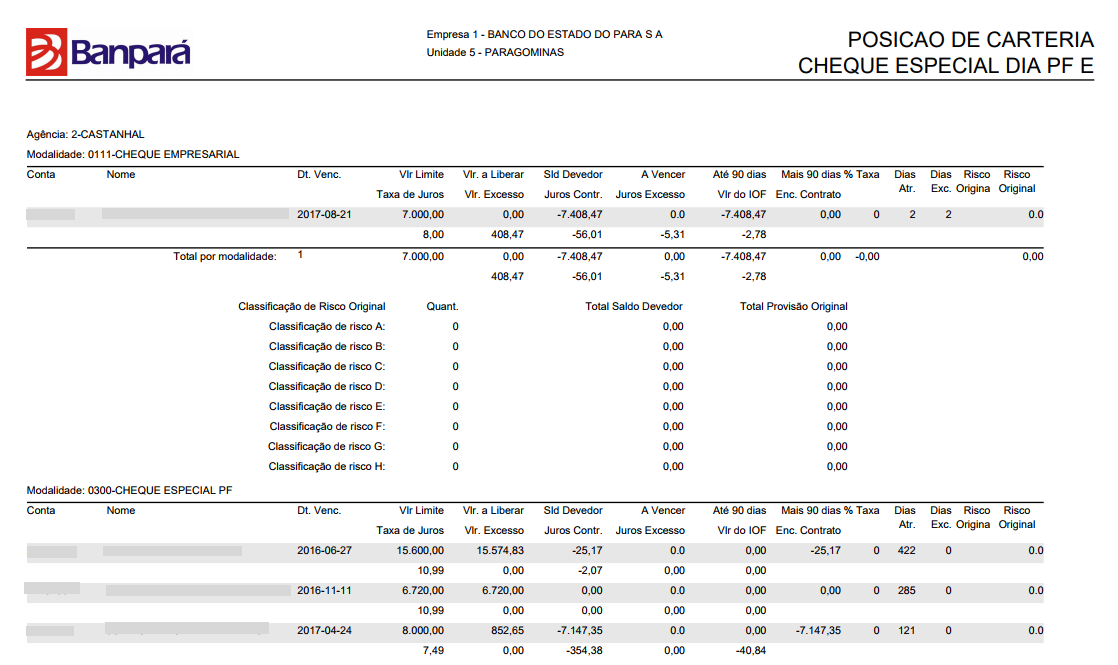 Banpará
Empresa 1 - BANCO DO ESTADO DO PARA S A
Unidade 5 - PARAGOMINAS
POSICAO DE CARTERIA
CHEQUE ESPECIAL DIA PF E
Agência: 2-CASTANHAL
Modalidade: 0111-CHEQUE EMPRESARIAL
Conta Nome Dt. Venc. Vlr Limite Vlr. a Liberar Sld Devedor A Vencer Até 90 dias Mais 90 dias % Taxa Dias Dias Risco Risco
Taxa de Juros Vlr. Excesso Juros Contr. Juros Excesso Vlr do IOF Enc. Contrato Atr. Exc. Origina Original
2017-08-21 7.000,00 0,00 -7.408,47 0.0 -7.408,47 0,00 0 2 2 0.0
8,00 408,47 -56,01 -5,31 -2,78
Total por modalidade: 1 7.000,00 0,00 -7.408,47 0,00 -7.408,47 0,00 -0,00 0,00
408,47 -56,01 -5,31 -2,78
Classificação de Risco Original Quant. Total Saldo Devedor Total Provisão Original
Classificação de risco A: 0 0,00 0,00
Classificação de risco B: 0 0,00 0,00
Classificação de risco C: 0 0,00 0,00
Classificação de risco D: 0 0,00 0,00
Classificação de risco E: 0 0,00 0,00
Classificação de risco F: 0 0,00 0,00
Classificação de risco G: 0 0,00 0,00
Classificação de risco H: 0 0,00 0,00
Modalidade: 0300-CHEQUE ESPECIAL PF
Conta Nome Dt. Venc. Vlr Limite Vlr. a Liberar Sld Devedor A Vencer Até 90 dias Mais 90 dias % Taxa Dias Dias Risco Risco
Taxa de Juros Vlr. Excesso Juros Contr. Juros Excesso Vlr do IOF Enc. Contrato Atr. Exc. Origina Original
2016-06-27 15.600,00 15.574,83 -25,17 0.0 0,00 -25,17 0 422 0 0.0
10,99 0,00 -2,07 0,00 0,00
2016-11-11 6.720,00 6.720,00 0,00 0.0 0,00 0,00 0 285 0 0.0
10,99 0,00 0,00 0,00 0,00
2017-04-24 8.000,00 852,65 -7.147,35 0.0 0,00 -7.147,35 0 121 0 0.0
7,49 0,00 -354,38 0,00 -40,84